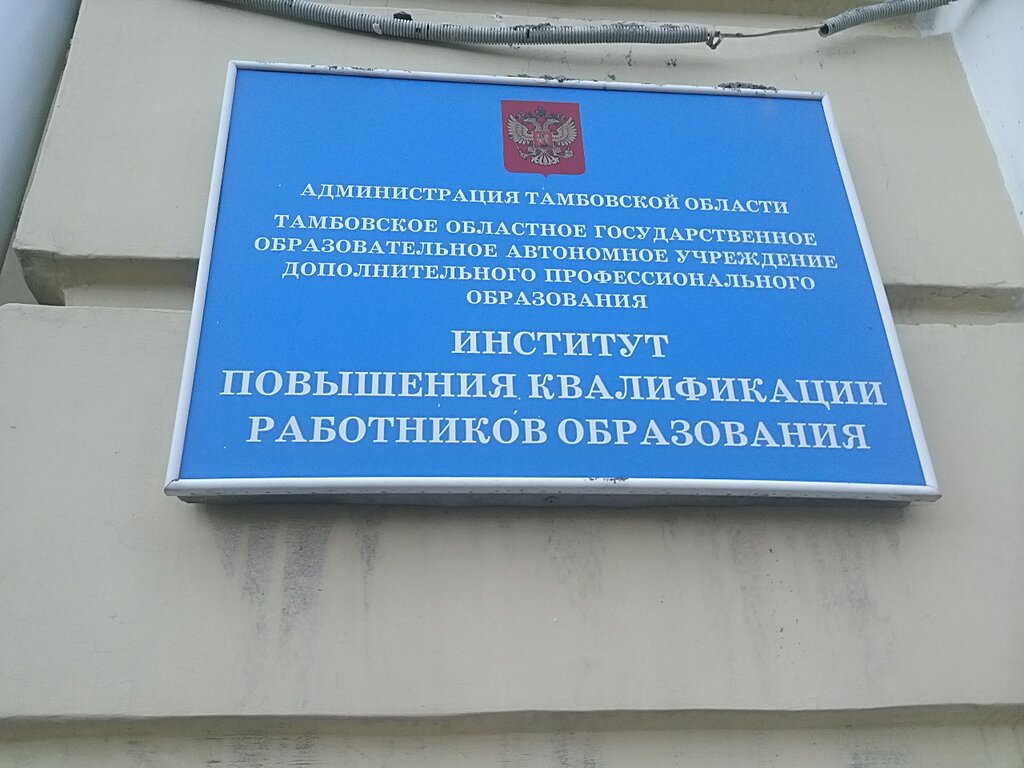 АДМИНИСТРАЦИЯ ТАМБОВСКОЙ ОБЛАСТИ
ТАМБОВСКОЕ ОБЛАСТНОЕ ГОСУДАРСТВЕННОЕ
ОБРАЗОВАТЕЛЬНОЕ АВТОНОМНОЕ УЧРЕЖДЕНИЕ
ДОПОЛНИТЕЛЬНОГО ПРОФЕССИОНАЛЬНОГО
ОБРАЗОВАНИЯ
ИНСТИТУТ
ПОВЫШЕНИЯ КВАЛИФИКАЦИИ
РАБОТНИКОВ ОБРАЗОВАНИЯ